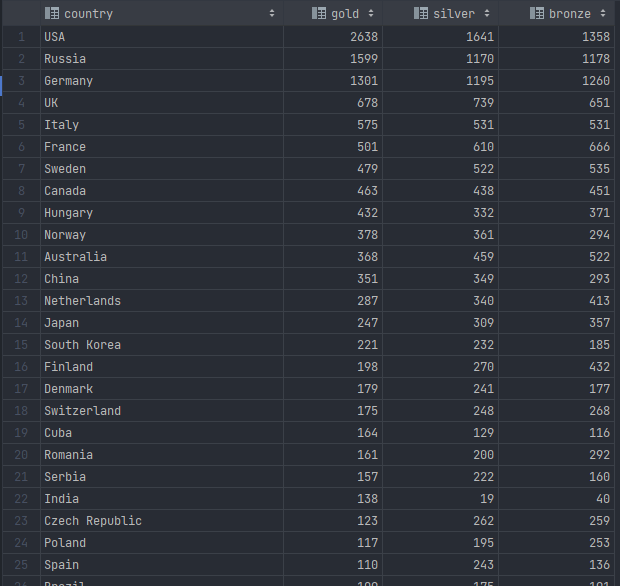 country gold silver bronze
1 USA 2638 1641 1358
2 Russia 1599 1170 1178
3 Germany 1301 1195 1260
4 UK 678 739 651
5 Italy 575 531 531
6 France 501 610 666
7 Sweden 479 522 535
8 Canada 463 438 451
9 Hungary 432 332 371
10 Norway 378 361 294
11 Australia 368 459 522
12 China 351 349 293
13 Netherlands 287 340 413
14 Japan 247 309 357
15 South Korea 221 232 185
16 Finland 198 270 432
17 Denmark 179 241 177
18 Switzerland 175 248 268
19 Cuba 164 129 116
20 Romania 161 200 292
21 Serbia 157 222 160
22 India 138 19 40
23 Czech Republic 123 262 259
24 Poland 117 195 253
25 Spain 110 243 136